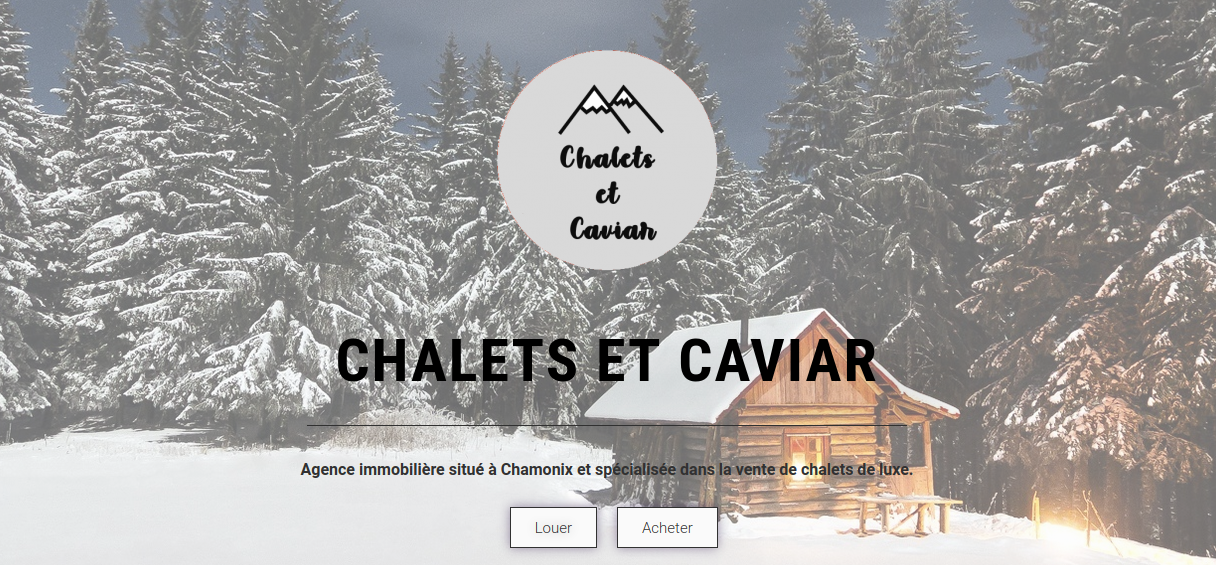 Chalets
et
Caviar
CHALETS ET CAVIAR
Agence immobilière situé à Chamonix et spécialisée dans la vente de chalets de luxe.
Louer
Acheter